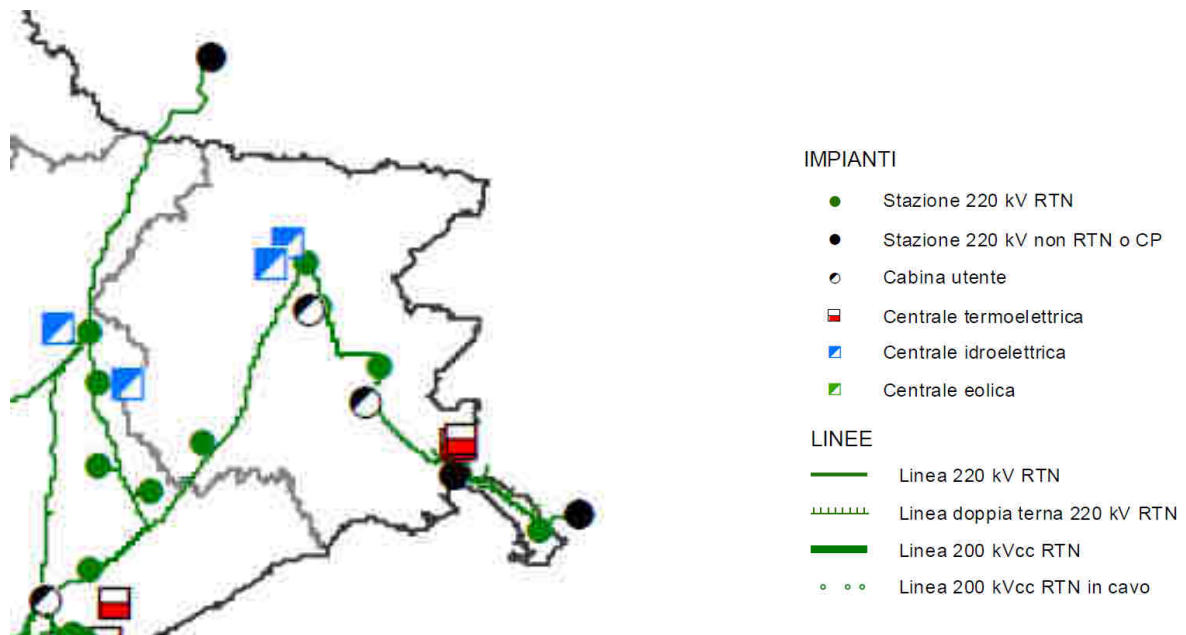 IMPIANTI
Stazione 220 kV RTN
Stazione 220 kV non RTN o CP
Cabina utente
Centrale termoelettrica
Centrale idroelettrica
Centrale eolica
LINEE
Linea 220 kV RTN
Linea doppia terna 220 kV RTN
Linea 200 kVcc RTN
Linea 200 kVcc RTN in cavo